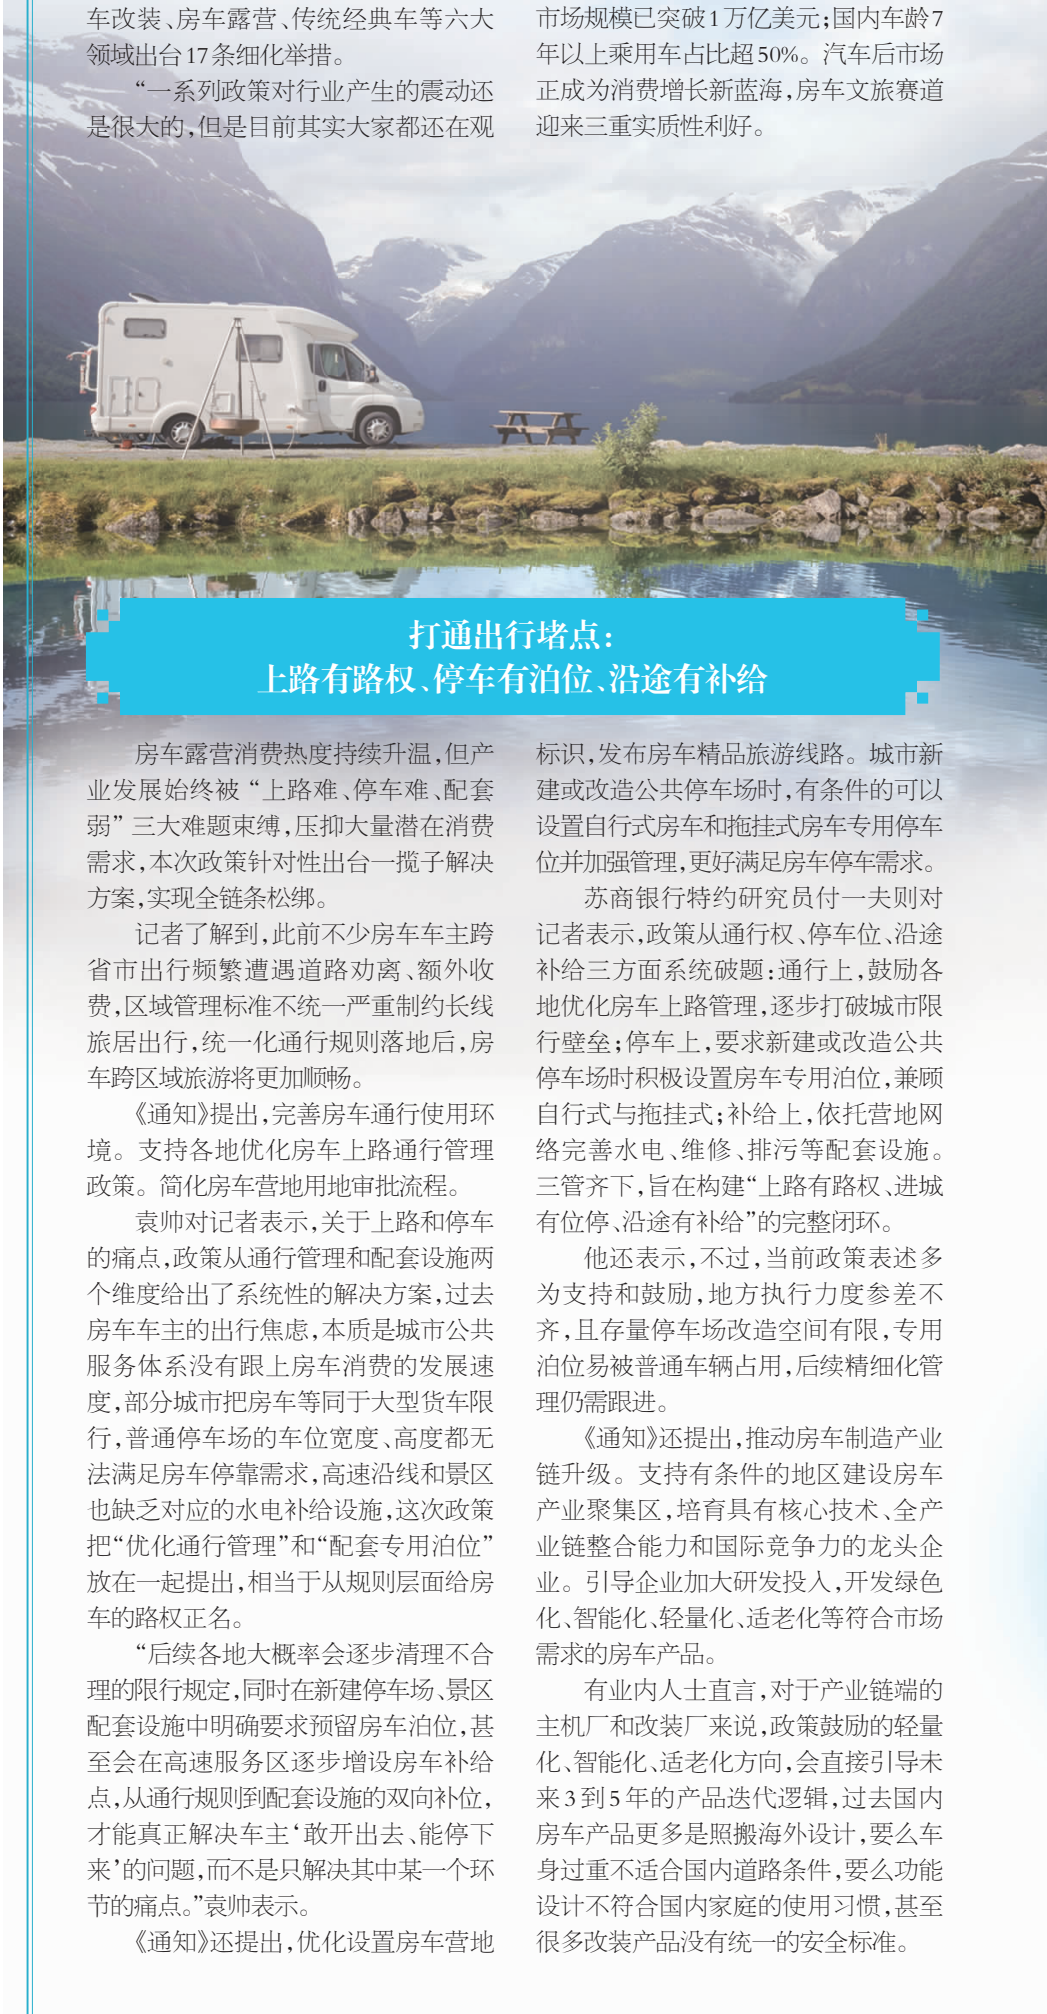 车改装、房车露营、传统经典车等六大
领域出台17条细化举措。
“一系列政策对行业产生的震动还
是很大的，但是目前其实大家都还在观
市场规模已突破1万亿美元；国内车龄7
年以上乘用车占比超50%。汽车后市场
正成为消费增长新蓝海，房车文旅赛道
迎来三重实质性利好。
打通出行堵点：
上路有路权、停车有泊位、沿途有补给
房车露营消费热度持续升温，但产
业发展始终被“上路难、停车难、配套
弱”三大难题束缚，压抑大量潜在消费
需求，本次政策针对性出台一揽子解决
方案，实现全链条松绑。
记者了解到，此前不少房车车主跨
省市出行频繁遭遇道路劝离、额外收
费，区域管理标准不统一严重制约长线
旅居出行，统一化通行规则落地后，房
车跨区域旅游将更加顺畅。
《通知》提出，完善房车通行使用环
境。支持各地优化房车上路通行管理
政策。简化房车营地用地审批流程。
袁帅对记者表示，关于上路和停车
的痛点，政策从通行管理和配套设施两
个维度给出了系统性的解决方案，过去
房车车主的出行焦虑，本质是城市公共
服务体系没有跟上房车消费的发展速
度，部分城市把房车等同于大型货车限
行，普通停车场的车位宽度、高度都无
法满足房车停靠需求，高速沿线和景区
也缺乏对应的水电补给设施，这次政策
把“优化通行管理”和“配套专用泊位”
放在一起提出，相当于从规则层面给房
车的路权正名。
“后续各地大概率会逐步清理不合
理的限行规定，同时在新建停车场、景区
配套设施中明确要求预留房车泊位，甚
至会在高速服务区逐步增设房车补给
点，从通行规则到配套设施的双向补位，
才能真正解决车主‘敢开出去、能停下
来’的问题，而不是只解决其中某一个环
节的痛点。”袁帅表示。
《通知》还提出，优化设置房车营地
标识，发布房车精品旅游线路。城市新
建或改造公共停车场时，有条件的可以
设置自行式房车和拖挂式房车专用停车
位并加强管理，更好满足房车停车需求。
苏商银行特约研究员付一夫则对
记者表示，政策从通行权、停车位、沿途
补给三方面系统破题：通行上，鼓励各
地优化房车上路管理，逐步打破城市限
行壁垒；停车上，要求新建或改造公共
停车场时积极设置房车专用泊位，兼顾
自行式与拖挂式；补给上，依托营地网
络完善水电、维修、排污等配套设施。
三管齐下，旨在构建“上路有路权、进城
有位停、沿途有补给”的完整闭环。
他还表示，不过，当前政策表述多
为支持和鼓励，地方执行力度参差不
齐，且存量停车场改造空间有限，专用
泊位易被普通车辆占用，后续精细化管
理仍需跟进。
《通知》还提出，推动房车制造产业
链升级。支持有条件的地区建设房车
产业聚集区，培育具有核心技术、全产
业链整合能力和国际竞争力的龙头企
业。引导企业加大研发投入，开发绿色
化、智能化、轻量化、适老化等符合市场
需求的房车产品。
有业内人士直言，对于产业链端的
主机厂和改装厂来说，政策鼓励的轻量
化、智能化、适老化方向，会直接引导未
来3到5年的产品迭代逻辑，过去国内
房车产品更多是照搬海外设计，要么车
身过重不适合国内道路条件，要么功能
设计不符合国内家庭的使用习惯，甚至
很多改装产品没有统一的安全标准。